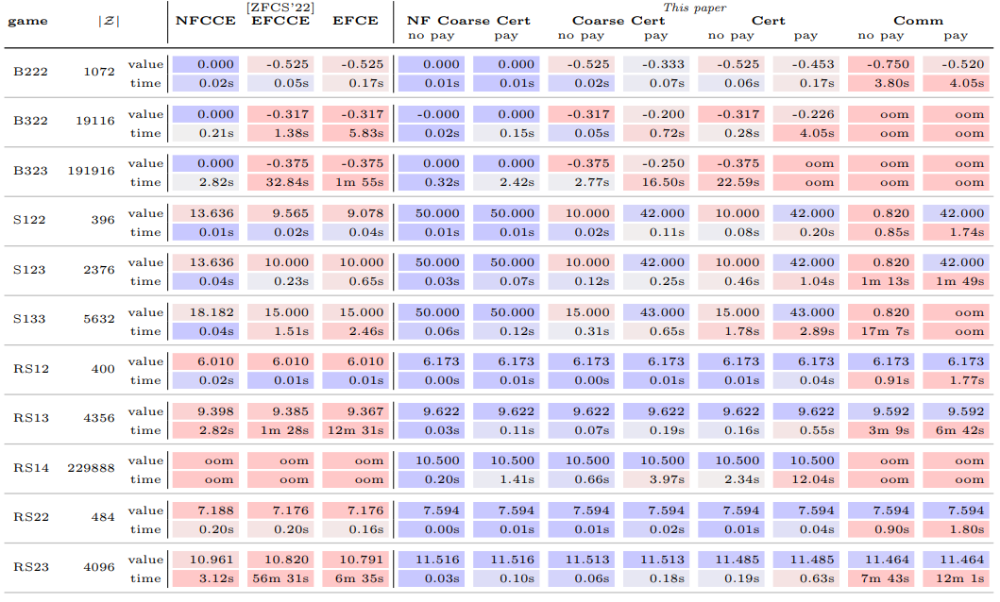 [ZFCS'22] This paper
game |Z| NFCCE EFCCE EFCE NF Coarse Cert Coarse Cert Cert Comm
no pay pay no pay pay no pay pay no pay pay
B222 1072 value 0.000 -0.525 -0.525 0.000 0.000 -0.525 -0.333 -0.525 -0.453 -0.750 -0.520
time 0.02s 0.05s 0.17s 0.01s 0.01s 0.02s 0.07s 0.06s 0.17s 3.80s 4.05s
B322 19116 value 0.000 -0.317 -0.317 -0.000 0.000 -0.317 -0.200 -0.317 -0.226 oom oom
time 0.21s 1.38s 5.83s 0.02s 0.15s 0.05s 0.72s 0.28s 4.05s oom oom
B323 191916 value 0.000 -0.375 -0.375 0.000 0.000 -0.375 -0.250 -0.375 oom oom oom
time 2.82s 32.84s 1m 55s 0.32s 2.42s 2.77s 16.50s 22.59s oom oom oom
S122 396 value 13.636 9.565 9.078 50.000 50.000 10.000 42.000 10.000 42.000 0.820 42.000
time 0.01s 0.02s 0.04s 0.01s 0.01s 0.02s 0.11s 0.08s 0.20s 0.85s 1.74s
S123 2376 value 13.636 10.000 10.000 50.000 50.000 10.000 42.000 10.000 42.000 0.820 42.000
time 0.04s 0.23s 0.65s 0.03s 0.07s 0.12s 0.25s 0.46s 1.04s 1m 13s 1m 49s
S133 5632 value 18.182 15.000 15.000 50.000 50.000 15.000 43.000 15.000 43.000 0.820 oom
time 0.04s 1.51s 2.46s 0.06s 0.12s 0.31s 0.65s 1.78s 2.89s 17m 7s oom
RS12 400 value 6.010 6.010 6.010 6.173 6.173 6.173 6.173 6.173 6.173 6.173 6.173
time 0.02s 0.01s 0.01s 0.00s 0.01s 0.00s 0.01s 0.01s 0.04s 0.91s 1.77s
RS13 4356 value 9.398 9.385 9.367 9.622 9.622 9.622 9.622 9.622 9.622 9.592 9.592
time 2.82s 1m 28s 12m 31s 0.03s 0.11s 0.07s 0.19s 0.16s 0.55s 3m 9s 6m 42s
RS14 229888 value oom oom oom 10.500 10.500 10.500 10.500 10.500 10.500 oom oom
time oom oom oom 0.20s 1.41s 0.66s 3.97s 2.34s 12.04s oom oom
RS22 484 value 7.188 7.176 7.176 7.594 7.594 7.594 7.594 7.594 7.594 7.594 7.594
time 0.20s 0.20s 0.16s 0.00s 0.01s 0.01s 0.02s 0.01s 0.04s 0.90s 1.80s
RS23 4096 value 10.961 10.820 10.791 11.516 11.516 11.513 11.513 11.485 11.485 11.464 11.464
time 3.12s 56m 31s 6m 35s 0.03s 0.10s 0.06s 0.18s 0.19s 0.63s 7m 43s 12m 1s